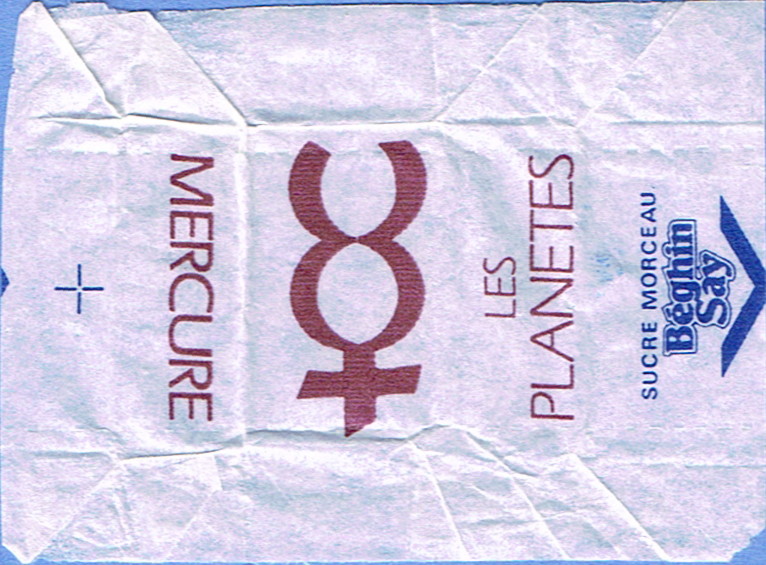 MERCURE
LES
PLANETES
SUCRE MORCEAU
Béghin
Say